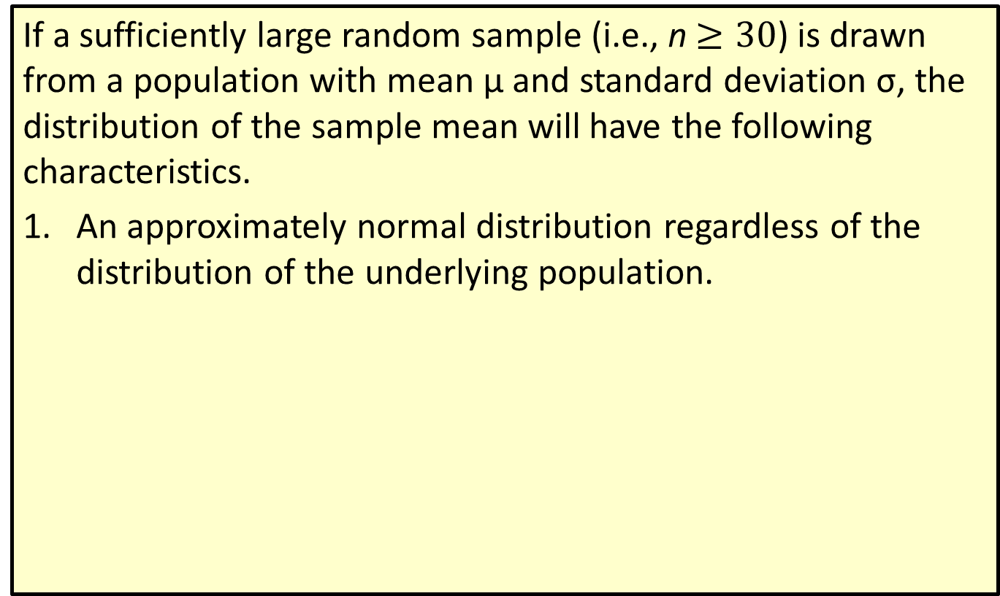 If a sufficiently large random sample (i.e., n ≥ 30) is drawn
from a population with mean μ and standard deviation σ, the
distribution of the sample mean will have the following
characteristics.
1. An approximately normal distribution regardless of the
distribution of the underlying population.